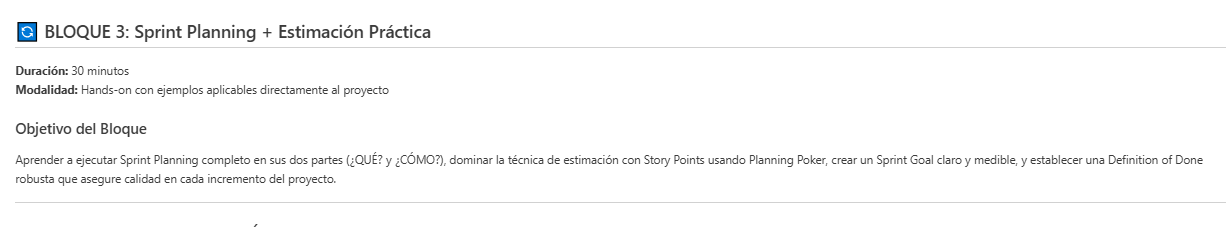 BLOQUE 3: Sprint Planning + Estimación Práctica
Duración: 30 minutos
Modalidad: Hands-on con ejemplos aplicables directamente al proyecto
Objetivo del Bloque
Aprender a ejecutar Sprint Planning completo en sus dos partes (¿QUÉ? y ¿CÓMO?), dominar la técnica de estimación con Story Points usando Planning Poker, crear un Sprint Goal claro y medible, y establecer una Definition of Done
robusta que asegure calidad en cada incremento del proyecto.